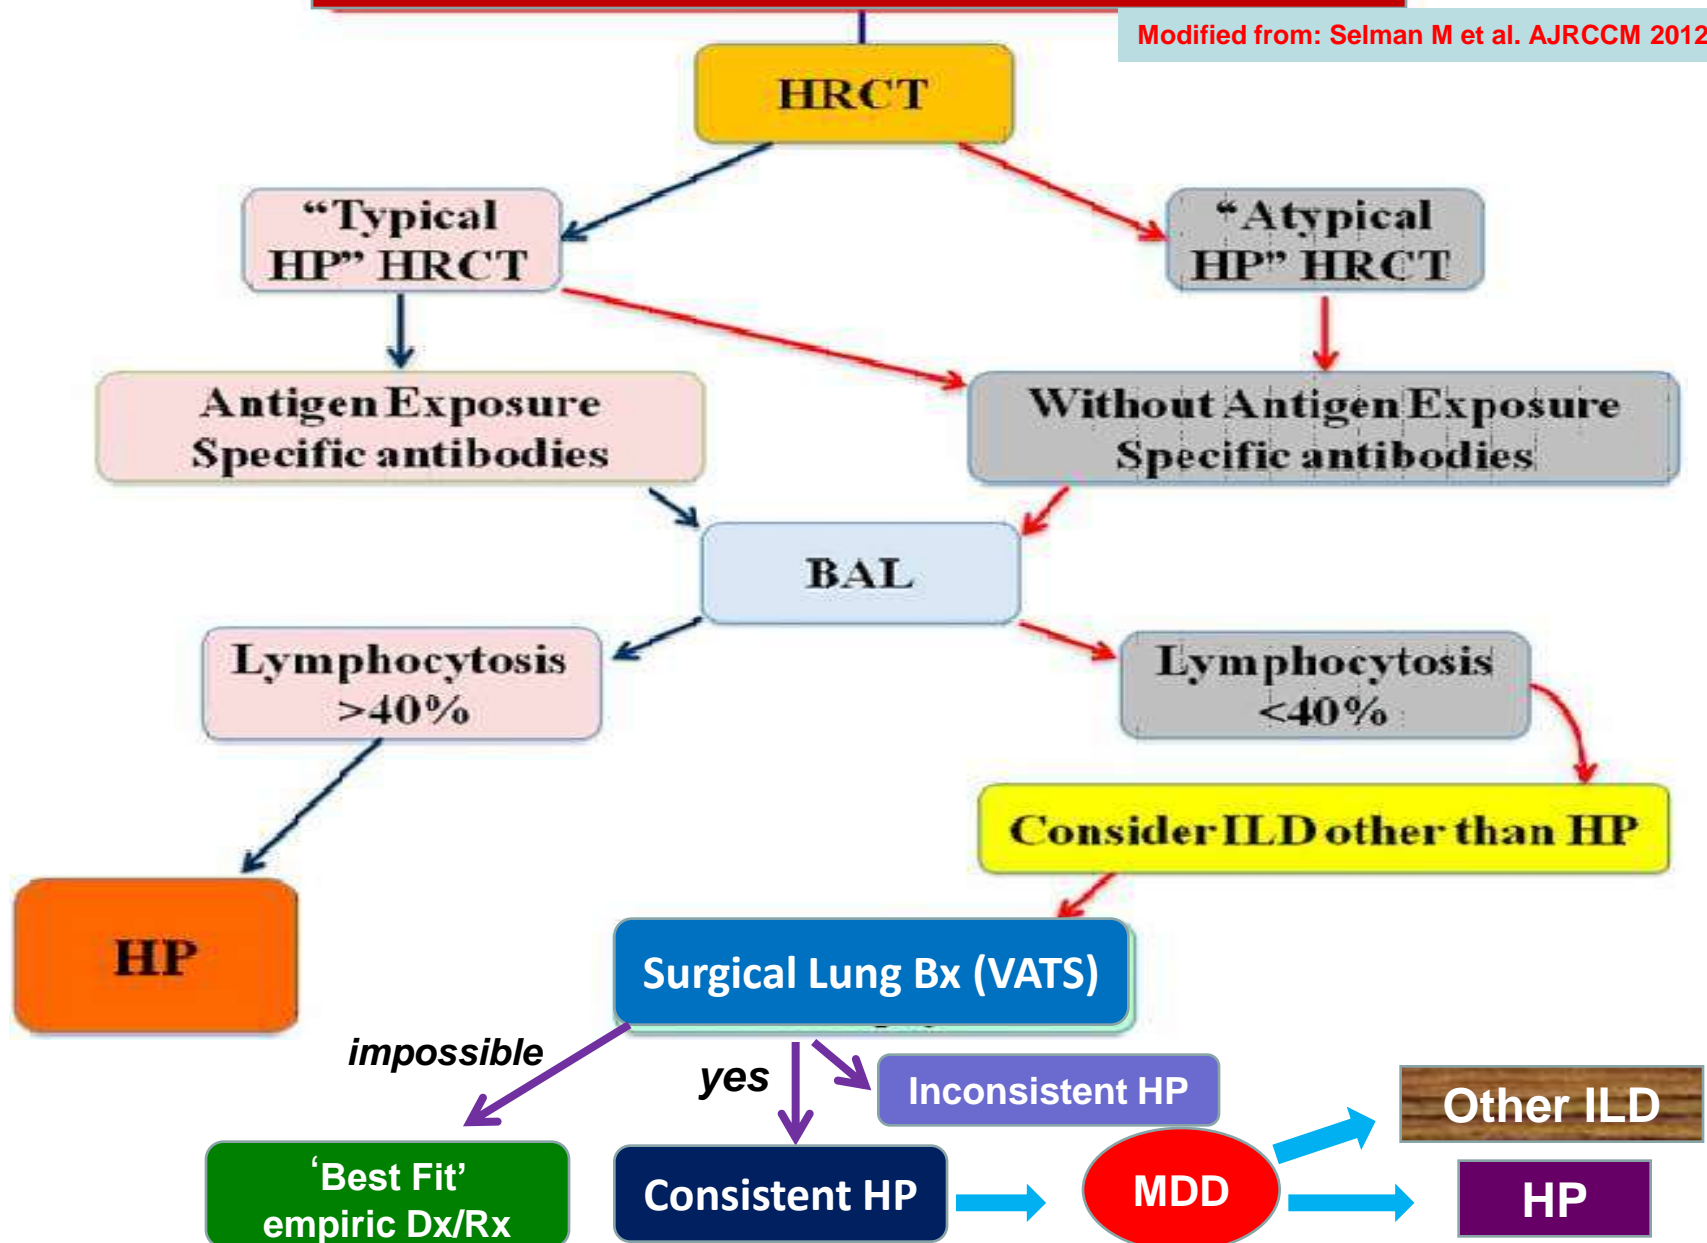 Modified from: Selman M et al. AJRCCM 2012
HRCT
“Typical
HP” HRCT
“Atypical
HP” HRCT
Antigen Exposure
Specific antibodies
Without Antigen Exposure
Specific antibodies
BAL
Lymphocytosis
>40%
Lymphocytosis
<40%
Consider ILD other than HP
HP
Surgical Lung Bx (VATS)
impossible
yes
Inconsistent HP
Other ILD
‘Best Fit’
empiric Dx/Rx
Consistent HP
MDD
HP